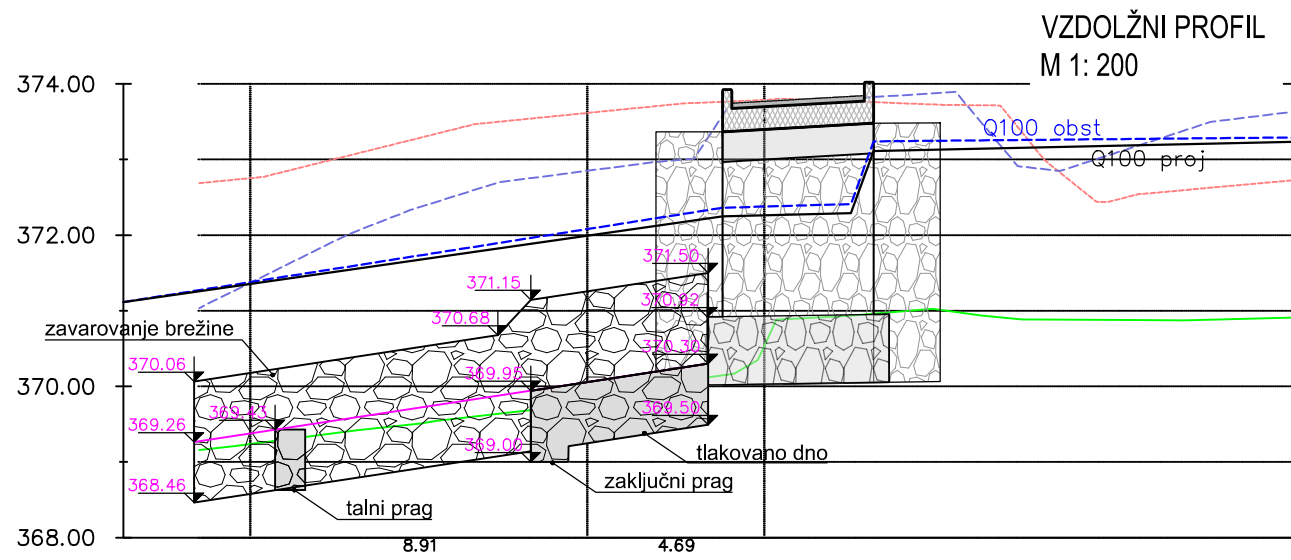 VZDOLŽNI PROFIL
M 1: 200
374.00
372.00
370.00
368.00
Q100 obst
Q100 proj
371.50
371.15
370.92
370.68
zavarovanje brežine
370.30
370.06
369.95
369.43
369.50
369.26
369.00
tlakovano dno
368.46
zaključni prag
talni prag
8.91
4.69